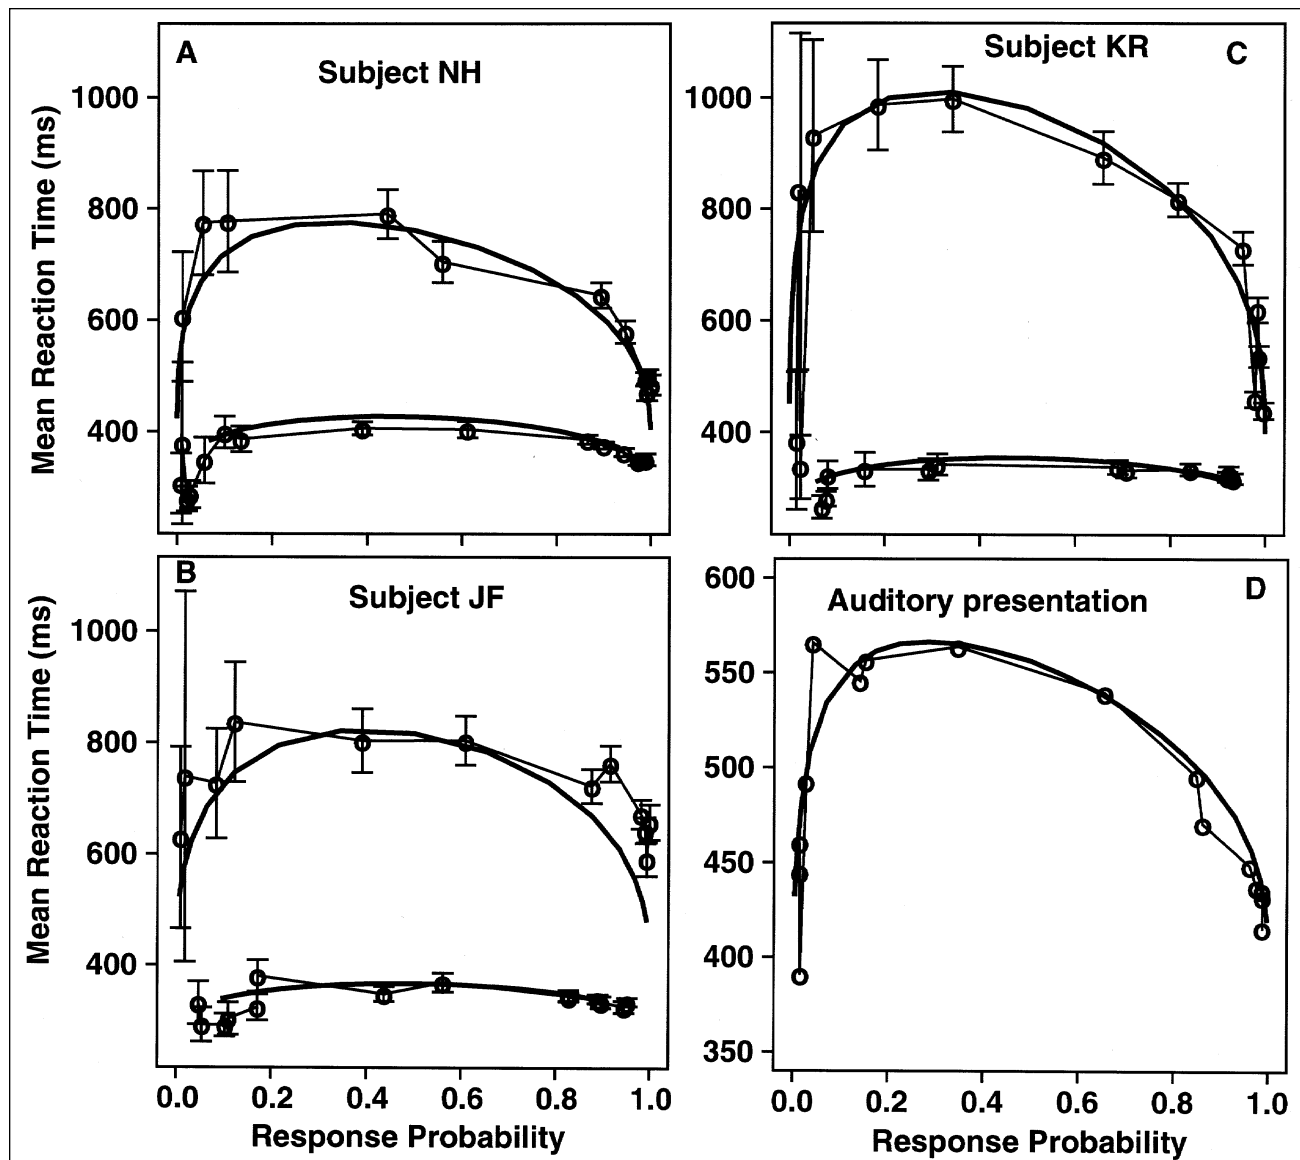 A
Subject NH
Mean Reaction Time (ms)
1000
800
600
400
C
Subject KR
1000
800
600
400
B
Subject JF
Mean Reaction Time (ms)
1000
800
600
400
0.0 0.2 0.4 0.6 0.8 1.0
Response Probability
D
Auditory presentation
600
550
500
450
400
350
0.0 0.2 0.4 0.6 0.8 1.0
Response Probability